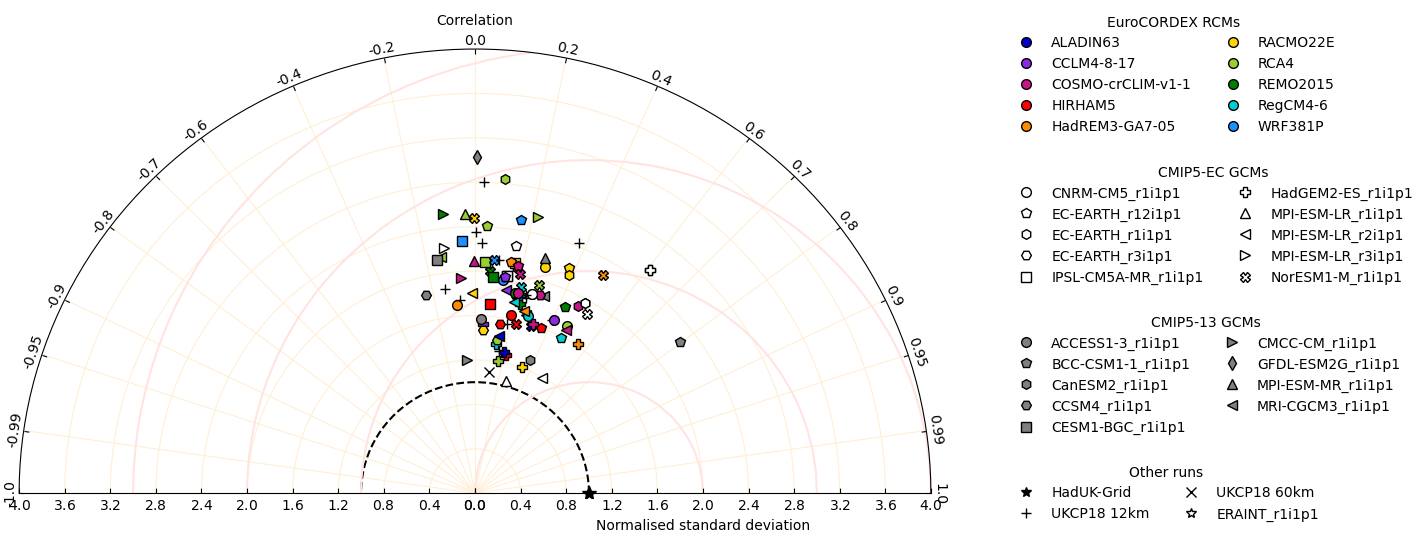 Correlation
-1.0
-0.99
-0.95
-0.9
-0.8
-0.7
-0.6
-0.4
-0.2
0.0
0.2
0.4
0.6
0.7
0.8
0.9
0.95
0.99
1.0
4.0 3.6 3.2 2.8 2.4 2.0 1.6 1.2 0.8 0.4 0.0 0.4 0.8 1.2 1.6 2.0 2.4 2.8 3.2 3.6 4.0
Normalised standard deviation
EuroCORDEX RCMs
ALADIN63 RACMO22E
CCLM4-8-17 RCA4
COSMO-crCLIM-v1-1 REMO2015
HIRHAM5 RegCM4-6
HadREM3-GA7-05 WRF381P
CMIP5-EC GCMs
CNRM-CM5_r1i1p1 HadGEM2-ES_r1i1p1
EC-EARTH_r12i1p1 MPI-ESM-LR_r1i1p1
EC-EARTH_r1i1p1 MPI-ESM-LR_r2i1p1
EC-EARTH_r3i1p1 MPI-ESM-LR_r3i1p1
IPSL-CM5A-MR_r1i1p1 NorESM1-M_r1i1p1
CMIP5-13 GCMs
ACCESS1-3_r1i1p1 CMCC-CM_r1i1p1
BCC-CSM1-1_r1i1p1 GFDL-ESM2G_r1i1p1
CanESM2_r1i1p1 MPI-ESM-MR_r1i1p1
CCSM4_r1i1p1 MRI-CGCM3_r1i1p1
CESM1-BGC_r1i1p1
Other runs
HadUK-Grid UKCP18 60km
UKCP18 12km ERAINT_r1i1p1